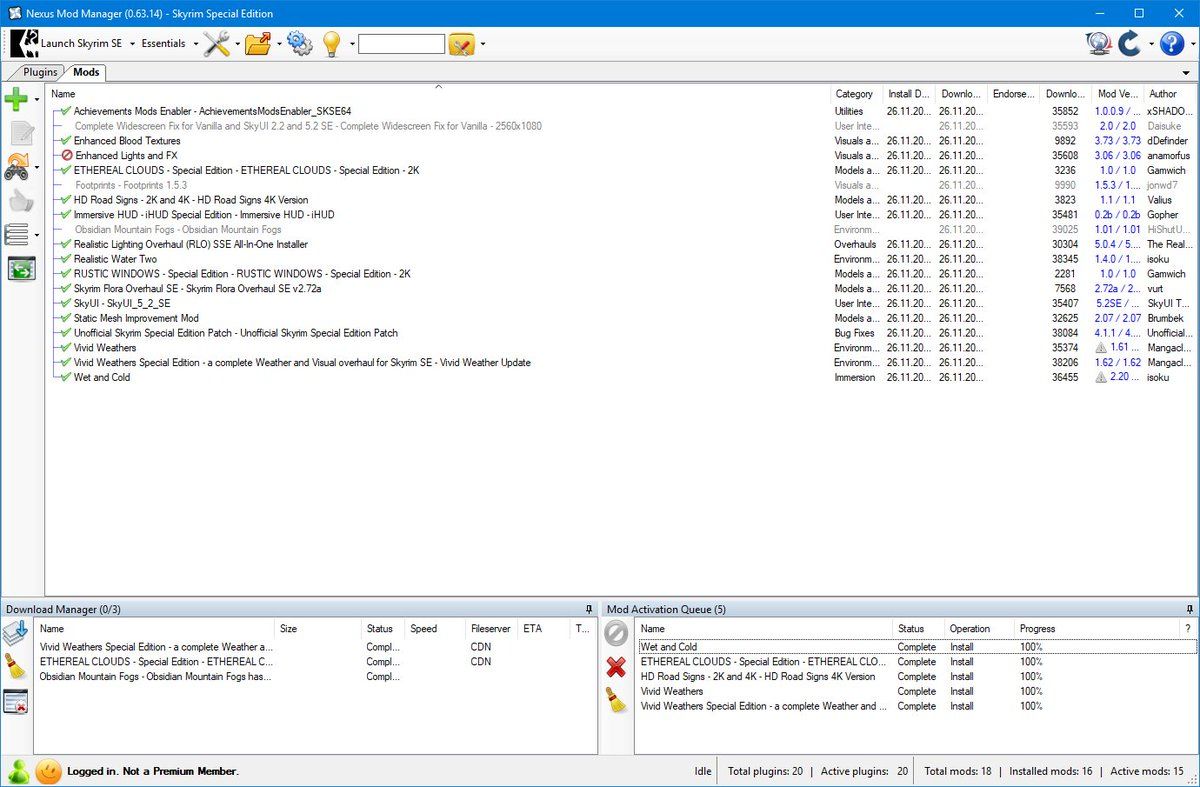 Nexus Mod Manager (0.63.14) - Skyrim Special Edition
Launch Skyrim SE Essentials
Plugins Mods
Name Category Install D... Downlo... Endorse... Downlo... Mod Ve... Author
Achievements Mods Enabler - AchievementsModsEnabler_SKSE64 Utilities 26.11.20... 26.11.20... 35852 1.0.0.9 / ... xSHADO...
Complete Widescreen Fix for Vanilla and SkyUI 2.2 and 5.2 SE - Complete Widescreen Fix for Vanilla - 2560x1080 User Inte... 26.11.20... 35593 2.0 / 2.0 Daisuke
Enhanced Blood Textures Visuals a... 26.11.20... 26.11.20... 9892 3.73 / 3.73 dDefinder
Enhanced Lights and FX Visuals a... 26.11.20... 26.11.20... 35608 3.06 / 3.06 anamorfus
ETHEREAL CLOUDS - Special Edition - ETHEREAL CLOUDS - Special Edition - 2K Models a... 26.11.20... 26.11.20... 3236 1.0 / 1.0 Gamwich
Footprints - Footprints 1.5.3 Visuals a... 26.11.20... 9990 1.5.3 / 1.... jonwd7
HD Road Signs - 2K and 4K - HD Road Signs 4K Version Models a... 26.11.20... 26.11.20... 3823 1.1 / 1.1 Valius
Immersive HUD - iHUD Special Edition - Immersive HUD - iHUD User Inte... 26.11.20... 26.11.20... 35481 0.2b / 0.2b Gopher
Obsidian Mountain Fogs - Obsidian Mountain Fogs Environm... 26.11.20... 39025 1.01 / 1.01 HiShutU...
Realistic Lighting Overhaul (RLO) SSE All-In-One Installer Overhauls 26.11.20... 26.11.20... 30304 5.0.4 / 5.... The Real...
Realistic Water Two Environm... 26.11.20... 26.11.20... 38345 1.4.0 / 1.... isoku
RUSTIC WINDOWS - Special Edition - RUSTIC WINDOWS - Special Edition - 2K Models a... 26.11.20... 26.11.20... 2281 1.0 / 1.0 Gamwich
Skyrim Flora Overhaul SE - Skyrim Flora Overhaul SE v2.72a Models a... 26.11.20... 26.11.20... 7568 2.72a / 2... vurt
SkyUI - SkyUI_5_2_SE User Inte... 26.11.20... 26.11.20... 35407 5.2SE / ... SkyUI T...
Static Mesh Improvement Mod Models a... 26.11.20... 26.11.20... 32625 2.07 / 2.07 Brumbek
Unofficial Skyrim Special Edition Patch - Unofficial Skyrim Special Edition Patch Bug Fixes 26.11.20... 26.11.20... 38084 4.1.1 / 4.... Unofficial...
Vivid Weathers Environm... 26.11.20... 26.11.20... 35374 1.61 ... Mangacl...
Vivid Weathers Special Edition - a complete Weather and Visual overhaul for Skyrim SE - Vivid Weather Update Environm... 26.11.20... 26.11.20... 38206 1.62 / 1.62 Mangacl...
Wet and Cold Immersion 26.11.20... 26.11.20... 36455 2.20 ... isoku
Download Manager (0/3)
Name Size Status Speed Fileserver ETA T...
Vivid Weathers Special Edition - a complete Weather a... Compl... CDN
ETHEREAL CLOUDS - Special Edition - ETHEREAL C... Compl... CDN
Obsidian Mountain Fogs - Obsidian Mountain Fogs has... Compl...
Mod Activation Queue (5)
Name Status Operation Progress ?
Wet and Cold Complete Install 100%
ETHEREAL CLOUDS - Special Edition - ETHEREAL CLO... Complete Install 100%
HD Road Signs - 2K and 4K - HD Road Signs 4K Version Complete Install 100%
Vivid Weathers Complete Install 100%
Vivid Weathers Special Edition - a complete Weather and ... Complete Install 100%
Logged in. Not a Premium Member. Idle Total plugins: 20 | Active plugins: 20 Total mods: 18 | Installed mods: 16 | Active mods: 15